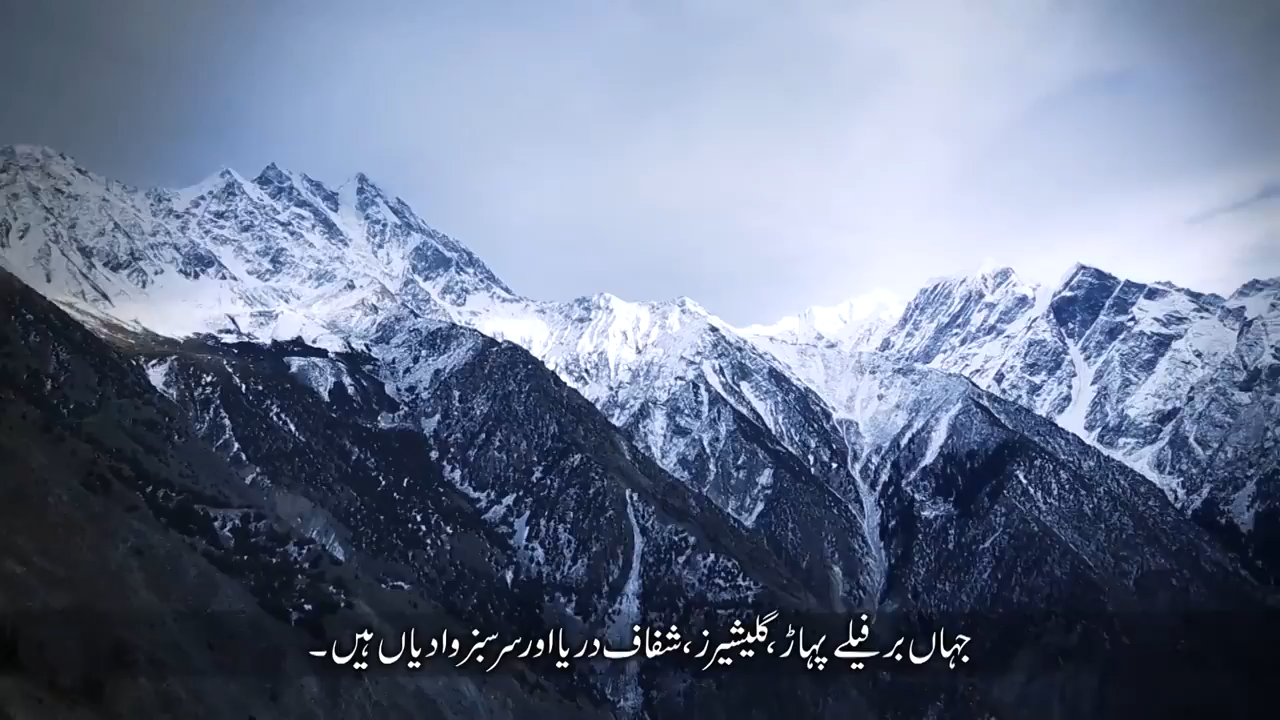 جہاں برفیلے پہاڑ، گلیشیرز، شفاف دریا اور سرسبز وادیاں ہیں۔